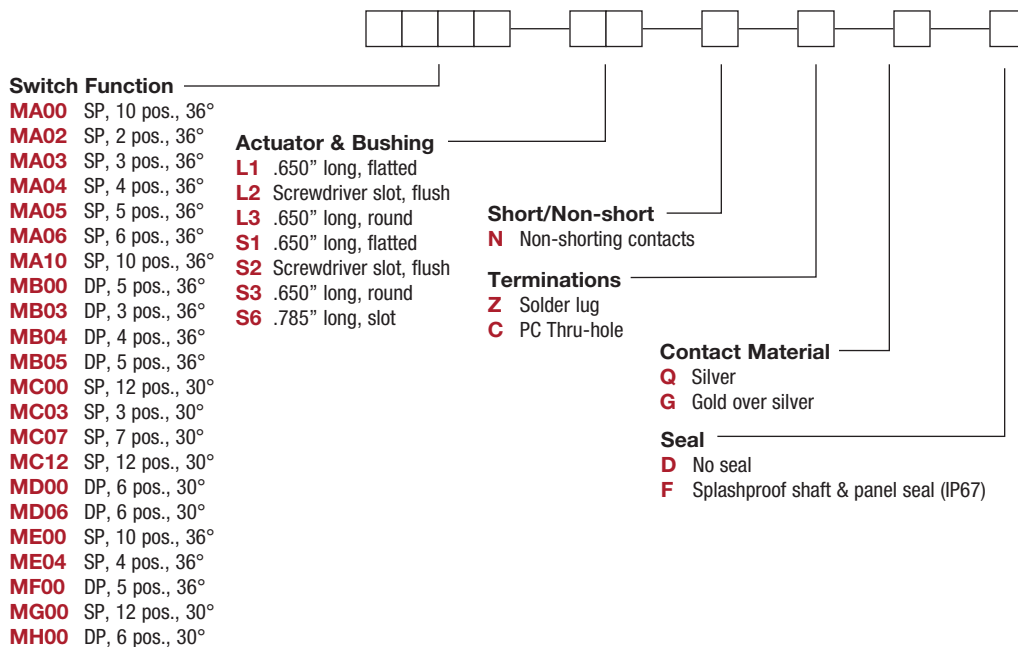 Switch Function
MA00 SP, 10 pos., 36°
MA02 SP, 2 pos., 36°
MA03 SP, 3 pos., 36°
MA04 SP, 4 pos., 36°
MA05 SP, 5 pos., 36°
MA06 SP, 6 pos., 36°
MA10 SP, 10 pos., 36°
MB00 DP, 5 pos., 36°
MB03 DP, 3 pos., 36°
MB04 DP, 4 pos., 36°
MB05 DP, 5 pos., 36°
MC00 SP, 12 pos., 30°
MC03 SP, 3 pos., 30°
MC07 SP, 7 pos., 30°
MC12 SP, 12 pos., 30°
MD00 DP, 6 pos., 30°
MD06 DP, 6 pos., 30°
ME00 SP, 10 pos., 36°
ME04 SP, 4 pos., 36°
MF00 DP, 5 pos., 36°
MG00 SP, 12 pos., 30°
MH00 DP, 6 pos., 30°
Actuator & Bushing
L1 .650” long, flatted
L2 Screwdriver slot, flush
L3 .650” long, round
S1 .650” long, flatted
S2 Screwdriver slot, flush
S3 .650” long, round
S6 .785” long, slot
Short/Non-short
N Non-shorting contacts
Terminations
Z Solder lug
C PC Thru-hole
Contact Material
Q Silver
G Gold over silver
Seal
D No seal
F Splashproof shaft & panel seal (IP67)